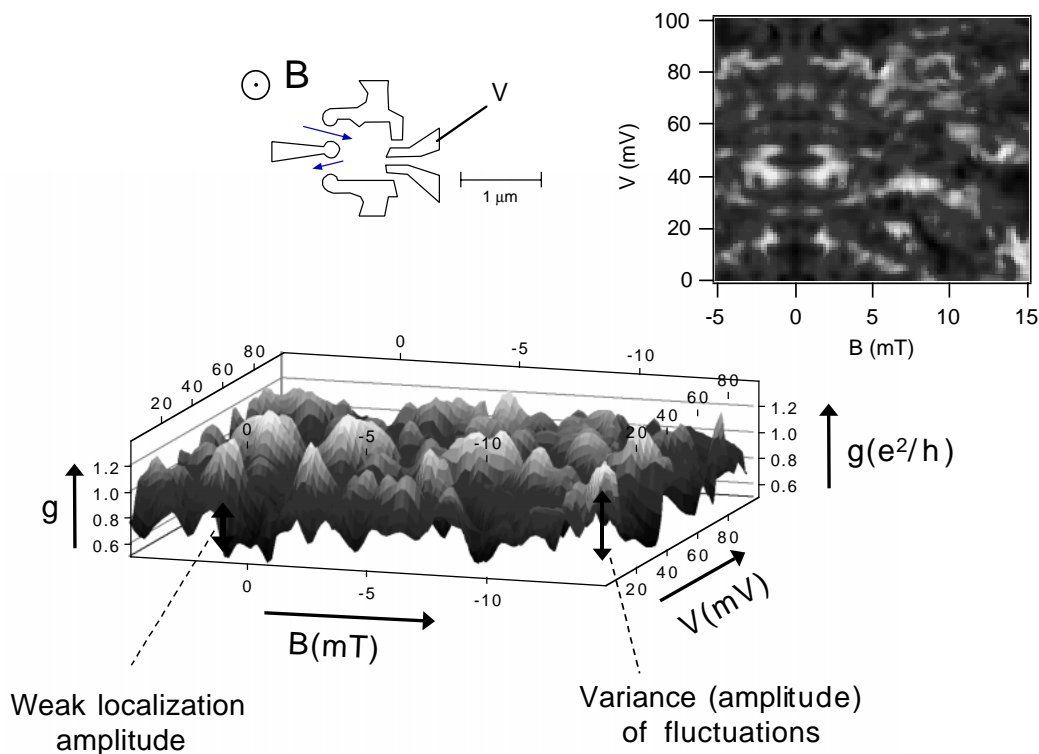 B
V
1 μm
100
80
60
40
20
0
V (mV)
-5 0 5 10 15
B (mT)
0 -5 -10
20 40 60 80
80
60
40
20
0 -5 -10
1.2
1.0
0.8
0.6
g
1.2
1.0
0.8
0.6
g(e²/h)
0 -5 -10
B(mT)
20 40 60 80
V(mV)
Weak localization
amplitude
Variance (amplitude)
of fluctuations